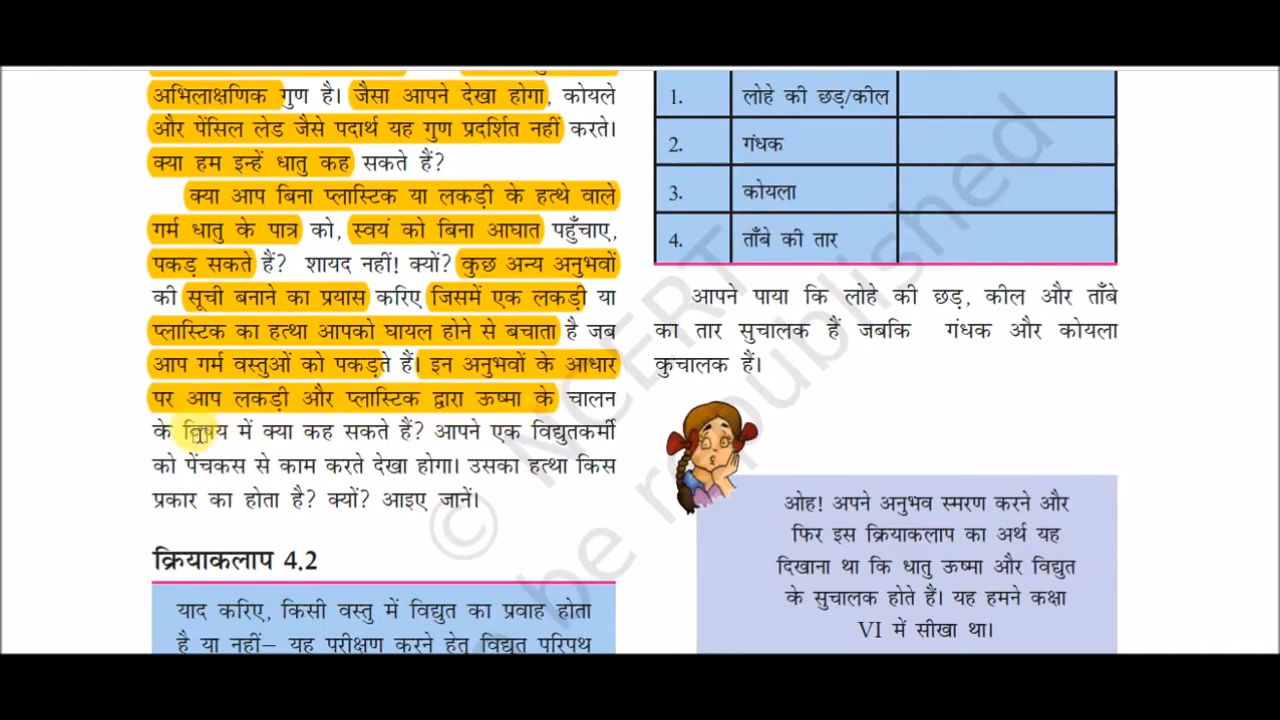 अभिलाक्षणिक गुण है। जैसा आपने देखा होगा, कोयले
और पेंसिल लेड जैसे पदार्थ यह गुण प्रदर्शित नहीं करते।
क्या हम इन्हें धातु कह सकते हैं?
क्या आप बिना प्लास्टिक या लकड़ी के हत्थे वाले
गर्म धातु के पात्र को, स्वयं को बिना आघात पहुँचाए,
पकड़ सकते हैं? शायद नहीं! क्यों? कुछ अन्य अनुभवों
की सूची बनाने का प्रयास करिए जिसमें एक लकड़ी या
प्लास्टिक का हत्था आपको घायल होने से बचाता है जब
आप गर्म वस्तुओं को पकड़ते हैं। इन अनुभवों के आधार
पर आप लकड़ी और प्लास्टिक द्वारा ऊष्मा के चालन
के विषय में क्या कह सकते हैं? आपने एक विद्युतकर्मी
को पेंचकस से काम करते देखा होगा। उसका हत्था किस
प्रकार का होता है? क्यों? आइए जानें।
क्रियाकलाप 4.2
याद करिए, किसी वस्तु में विद्युत का प्रवाह होता
है या नहीं– यह परीक्षण करने हेतु विद्युत परिपथ
1. लोहे की छड़/कील
2. गंधक
3. कोयला
4. ताँबे की तार
आपने पाया कि लोहे की छड़, कील और ताँबे
का तार सुचालक हैं जबकि गंधक और कोयला
कुचालक हैं।
ओह! अपने अनुभव स्मरण करने और
फिर इस क्रियाकलाप का अर्थ यह
दिखाना था कि धातु ऊष्मा और विद्युत
के सुचालक होते हैं। यह हमने कक्षा
VI में सीखा था।
© NCERT
be republished